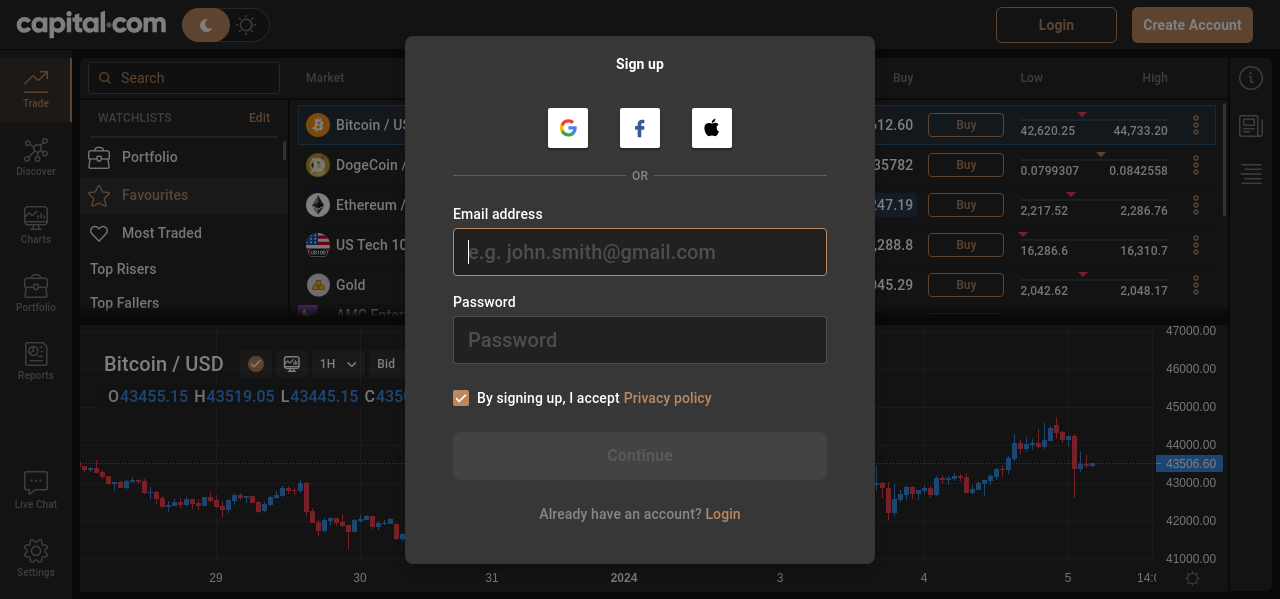 capital.com
Login
Create Account
Search
Market
Buy
Low
High
Trade
WATCHLISTS
Edit
Discover
Portfolio
Favourites
Most Traded
Top Risers
Top Fallers
Charts
Portfolio
Reports
Live Chat
Settings
Bitcoin /
612.60
Buy
42,620.25
44,733.20
DogeCoin /
35782
Buy
0.0799307
0.0842558
Ethereum /
247.19
Buy
2,217.52
2,286.76
US Tech 10
,288.8
Buy
16,286.6
16,310.7
Gold
045.29
Buy
2,042.62
2,048.17
Sign up
OR
Email address
e.g. john.smith@gmail.com
Password
Password
By signing up, I accept Privacy policy
Continue
Already have an account? Login
Bitcoin / USD
1H
Bid
O43455.15 H43519.05 L43445.15 C435
47000.00
46000.00
45000.00
44000.00
43506.60
43000.00
42000.00
41000.00
29
30
31
2024
3
4
5
14: